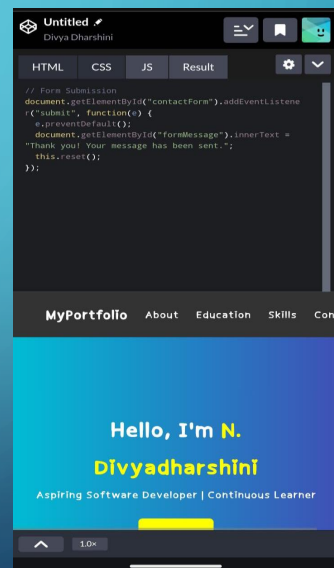 Untitled
Divya Dharshini
HTML CSS JS Result
// Form Submission
document.getElementById("contactForm").addEventListene
r("submit", function(e) {
e.preventDefault();
document.getElementById("formMessage").innerText =
"Thank you! Your message has been sent.";
this.reset();
});
MyPortfolio About Education Skills Con
Hello, I'm N.
Divyadharshini
Aspiring Software Developer | Continuous Learner
1.0×